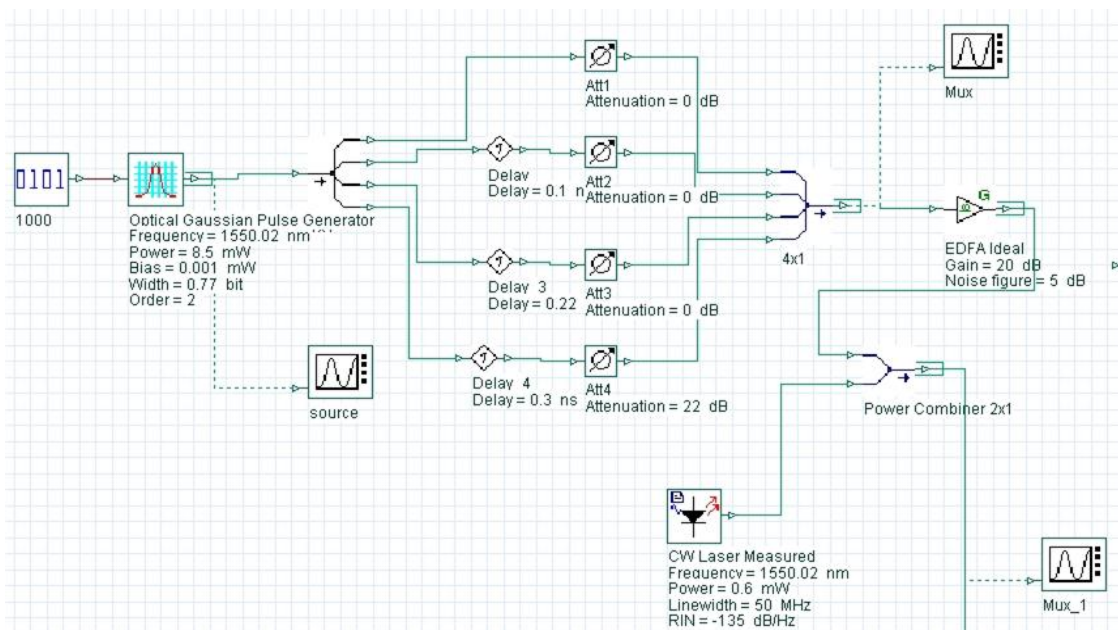 0101
1000
Optical Gaussian Pulse Generator
Frequency = 1550.02 nm
Power = 8.5 mW
Bias = 0.001 mW
Width = 0.77 bit
Order = 2
source
Att1
Attenuation = 0 dB
Delay
Delay = 0.1 n
Att2
Attenuation = 0 dB
Delay_3
Delay = 0.22
Att3
Attenuation = 0 dB
Delay_4
Delay = 0.3 ns
Att4
Attenuation = 22 dB
4x1
Mux
G
EDFA Ideal
Gain = 20 dB
Noise figure = 5 dB
Power Combiner 2x1
CW Laser Measured
Frequency = 1550.02 nm
Power = 0.6 mW
Linewidth = 50 MHz
RIN = -135 dB/Hz
Mux_1